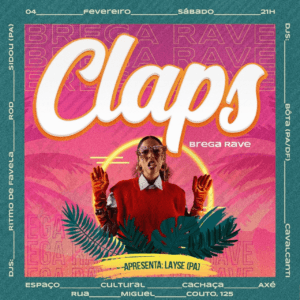 04 FEVEREIRO SÁBADO 21H
BREGA RAVE
Claps
BREGA RAVE
APRESENTA: LAYSE (PA)
DJS: RITMO DE FAVELA ROD SIDOU (PA)
DJS: BÔTA (PA/DF) CAVALCANTI
ESPAÇO CULTURAL CACHAÇA AXÉ
RUA MIGUEL COUTO, 125